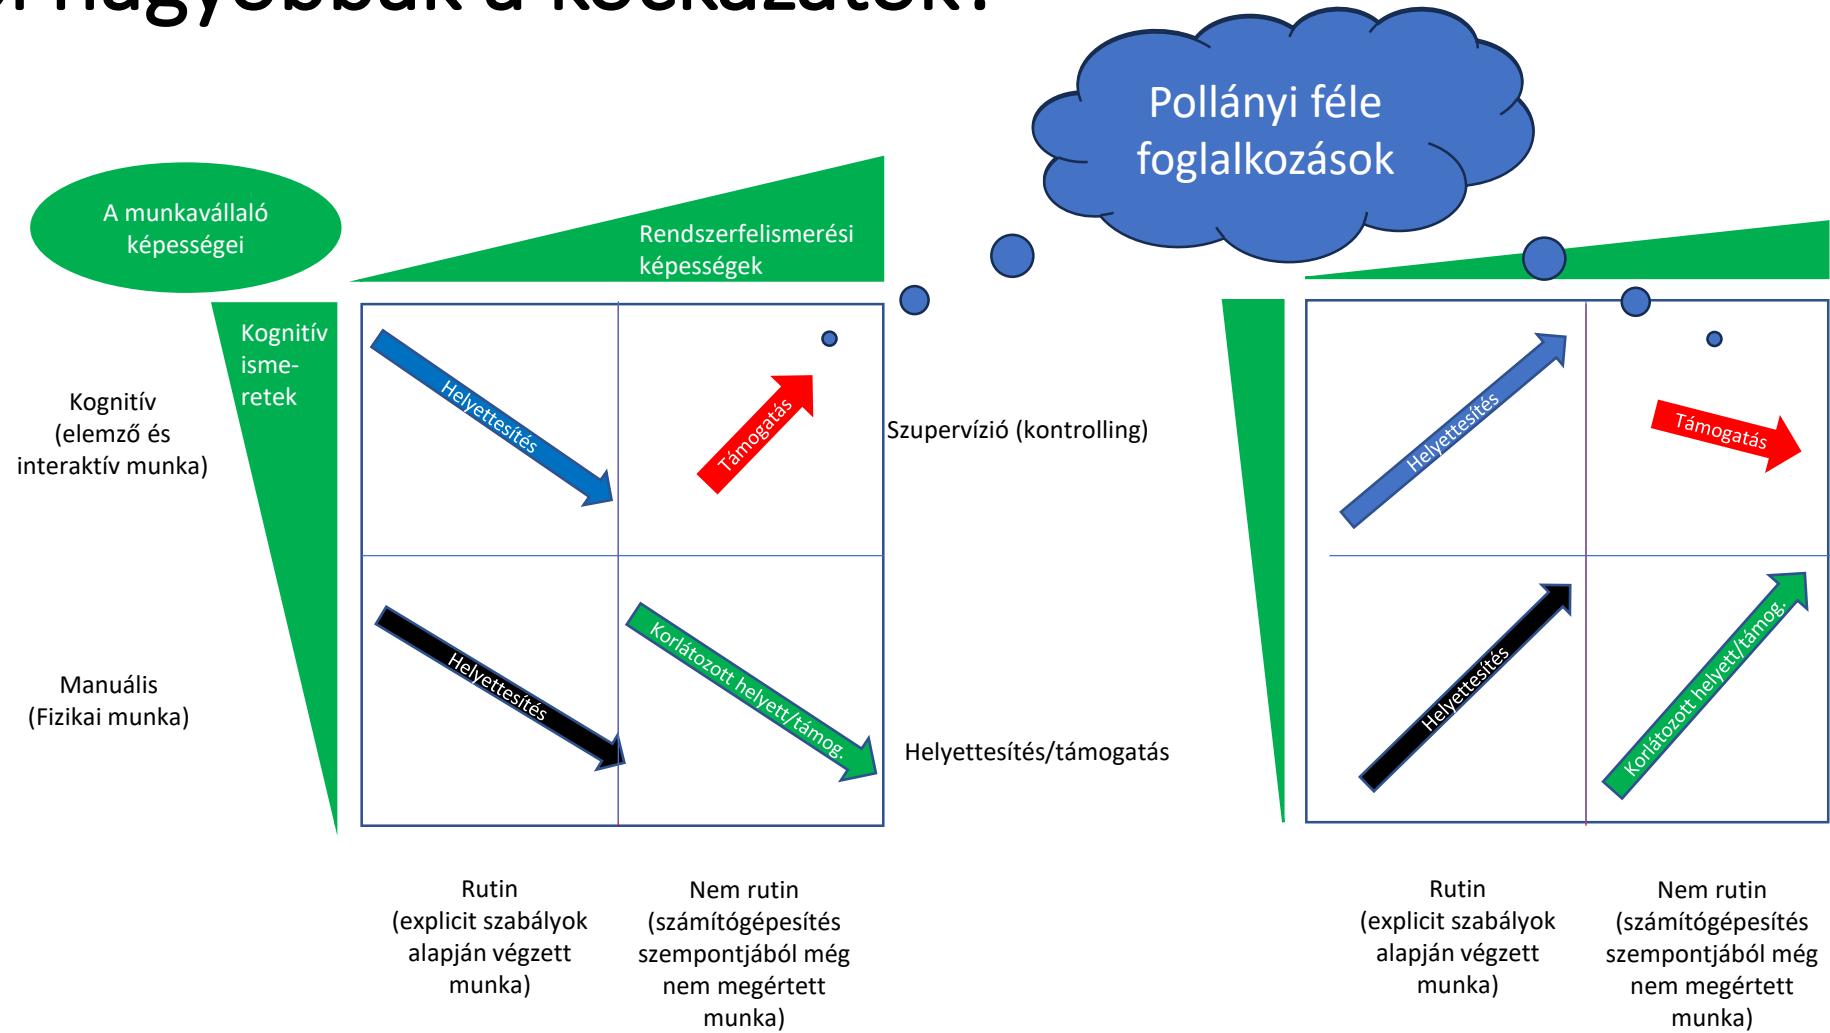 nagyobbak a kockázatok?
Pollányi féle
foglalkozások
A munkavállaló
képességei
Rendszerfelismerési
képességek
Kognitív
isme-
retek
Kognitív
(elemző és
interaktív munka)
Helyettesítés
Támogatás
Szupervízió (kontrolling)
Helyettesítés
Támogatás
Manuális
(Fizikai munka)
Helyettesítés
Korlátozott helyett/támog.
Helyettesítés/támogatás
Helyettesítés
Korlátozott helyett/támog.
Rutin
(explicit szabályok
alapján végzett
munka)
Nem rutin
(számítógépesítés
szempontjából még
nem megértett
munka)
Rutin
(explicit szabályok
alapján végzett
munka)
Nem rutin
(számítógépesítés
szempontjából még
nem megértett
munka)